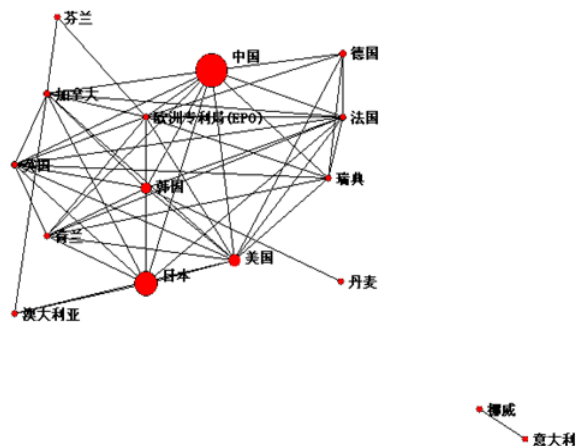 芬兰
中国
德国
加拿大
欧洲专利局(EPO)
法国
英国
韩国
瑞典
荷兰
美国
日本
丹麦
澳大利亚
挪威
意大利